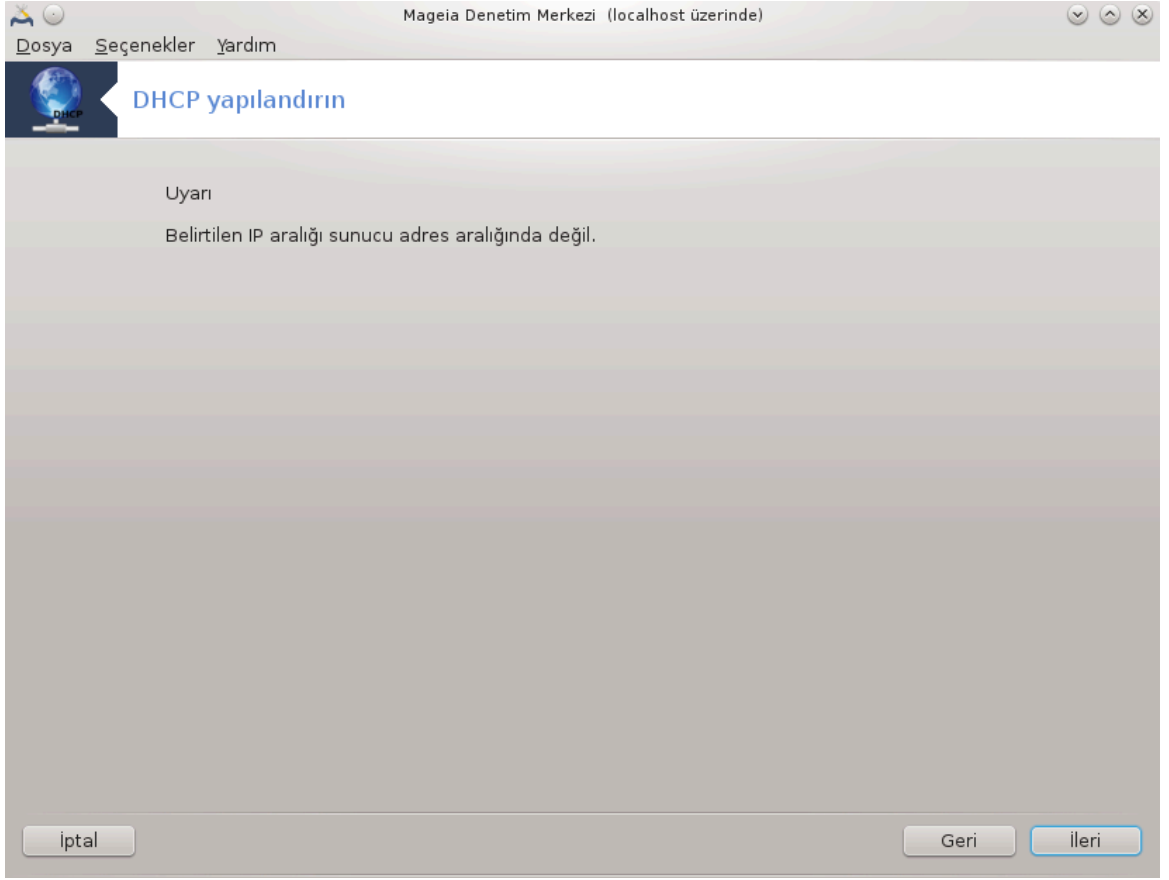 Mageia Denetim Merkezi (localhost üzerinde)
Dosya Seçenekler Yardım
DHCP
DHCP yapılandırın
Uyarı
Belirtilen IP aralığı sunucu adres aralığında değil.
İptal Geri İleri